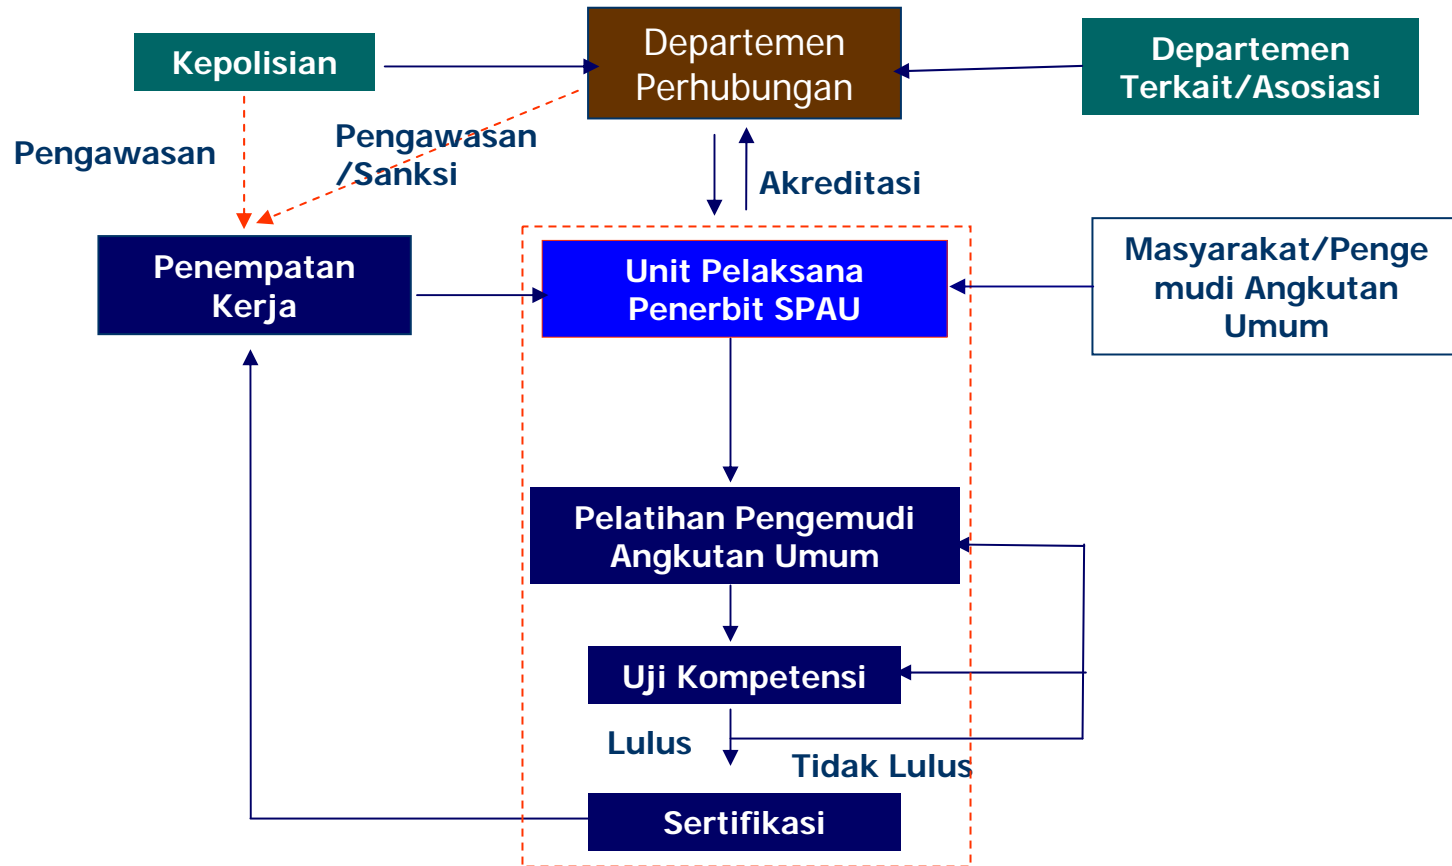 Kepolisian
Departemen
Perhubungan
Departemen
Terkait/Asosiasi
Pengawasan
Pengawasan
/Sanksi
Akreditasi
Penempatan
Kerja
Unit Pelaksana
Penerbit SPAU
Masyarakat/Penge
mudi Angkutan
Umum
Pelatihan Pengemudi
Angkutan Umum
Uji Kompetensi
Lulus
Tidak Lulus
Sertifikasi